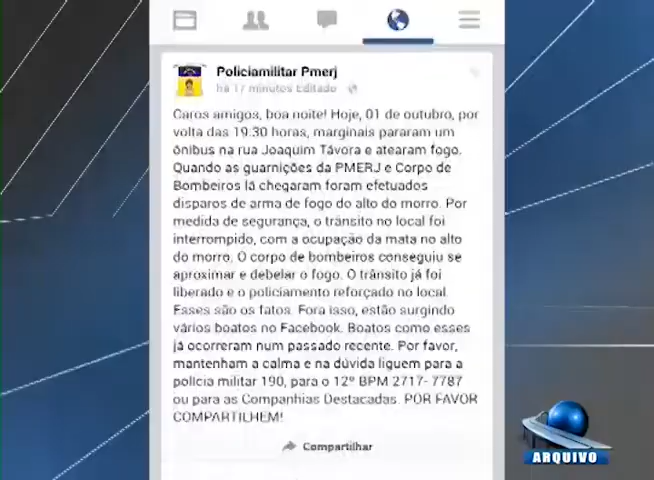 Policiamilitar Pmerj
há 17 minutos Editado
Caros amigos, boa noite! Hoje, 01 de outubro, por
volta das 19:30 horas, marginais pararam um
ônibus na rua Joaquim Távora e atearam fogo.
Quando as guarnições da PMERJ e Corpo de
Bombeiros lá chegaram foram efetuados
disparos de arma de fogo do alto do morro. Por
medida de segurança, o trânsito no local foi
interrompido, com a ocupação da mata no alto
do morro. O corpo de bombeiros conseguiu se
aproximar e debelar o fogo. O trânsito já foi
liberado e o policiamento reforçado no local.
Esses são os fatos. Fora isso, estão surgindo
vários boatos no Facebook. Boatos como esses
já ocorreram num passado recente. Por favor,
mantenham a calma e na dúvida liguem para a
polícia militar 190, para o 12º BPM 2717- 7787
ou para as Companhias Destacadas. POR FAVOR
COMPARTILHEM!
Compartilhar
ARQUIVO